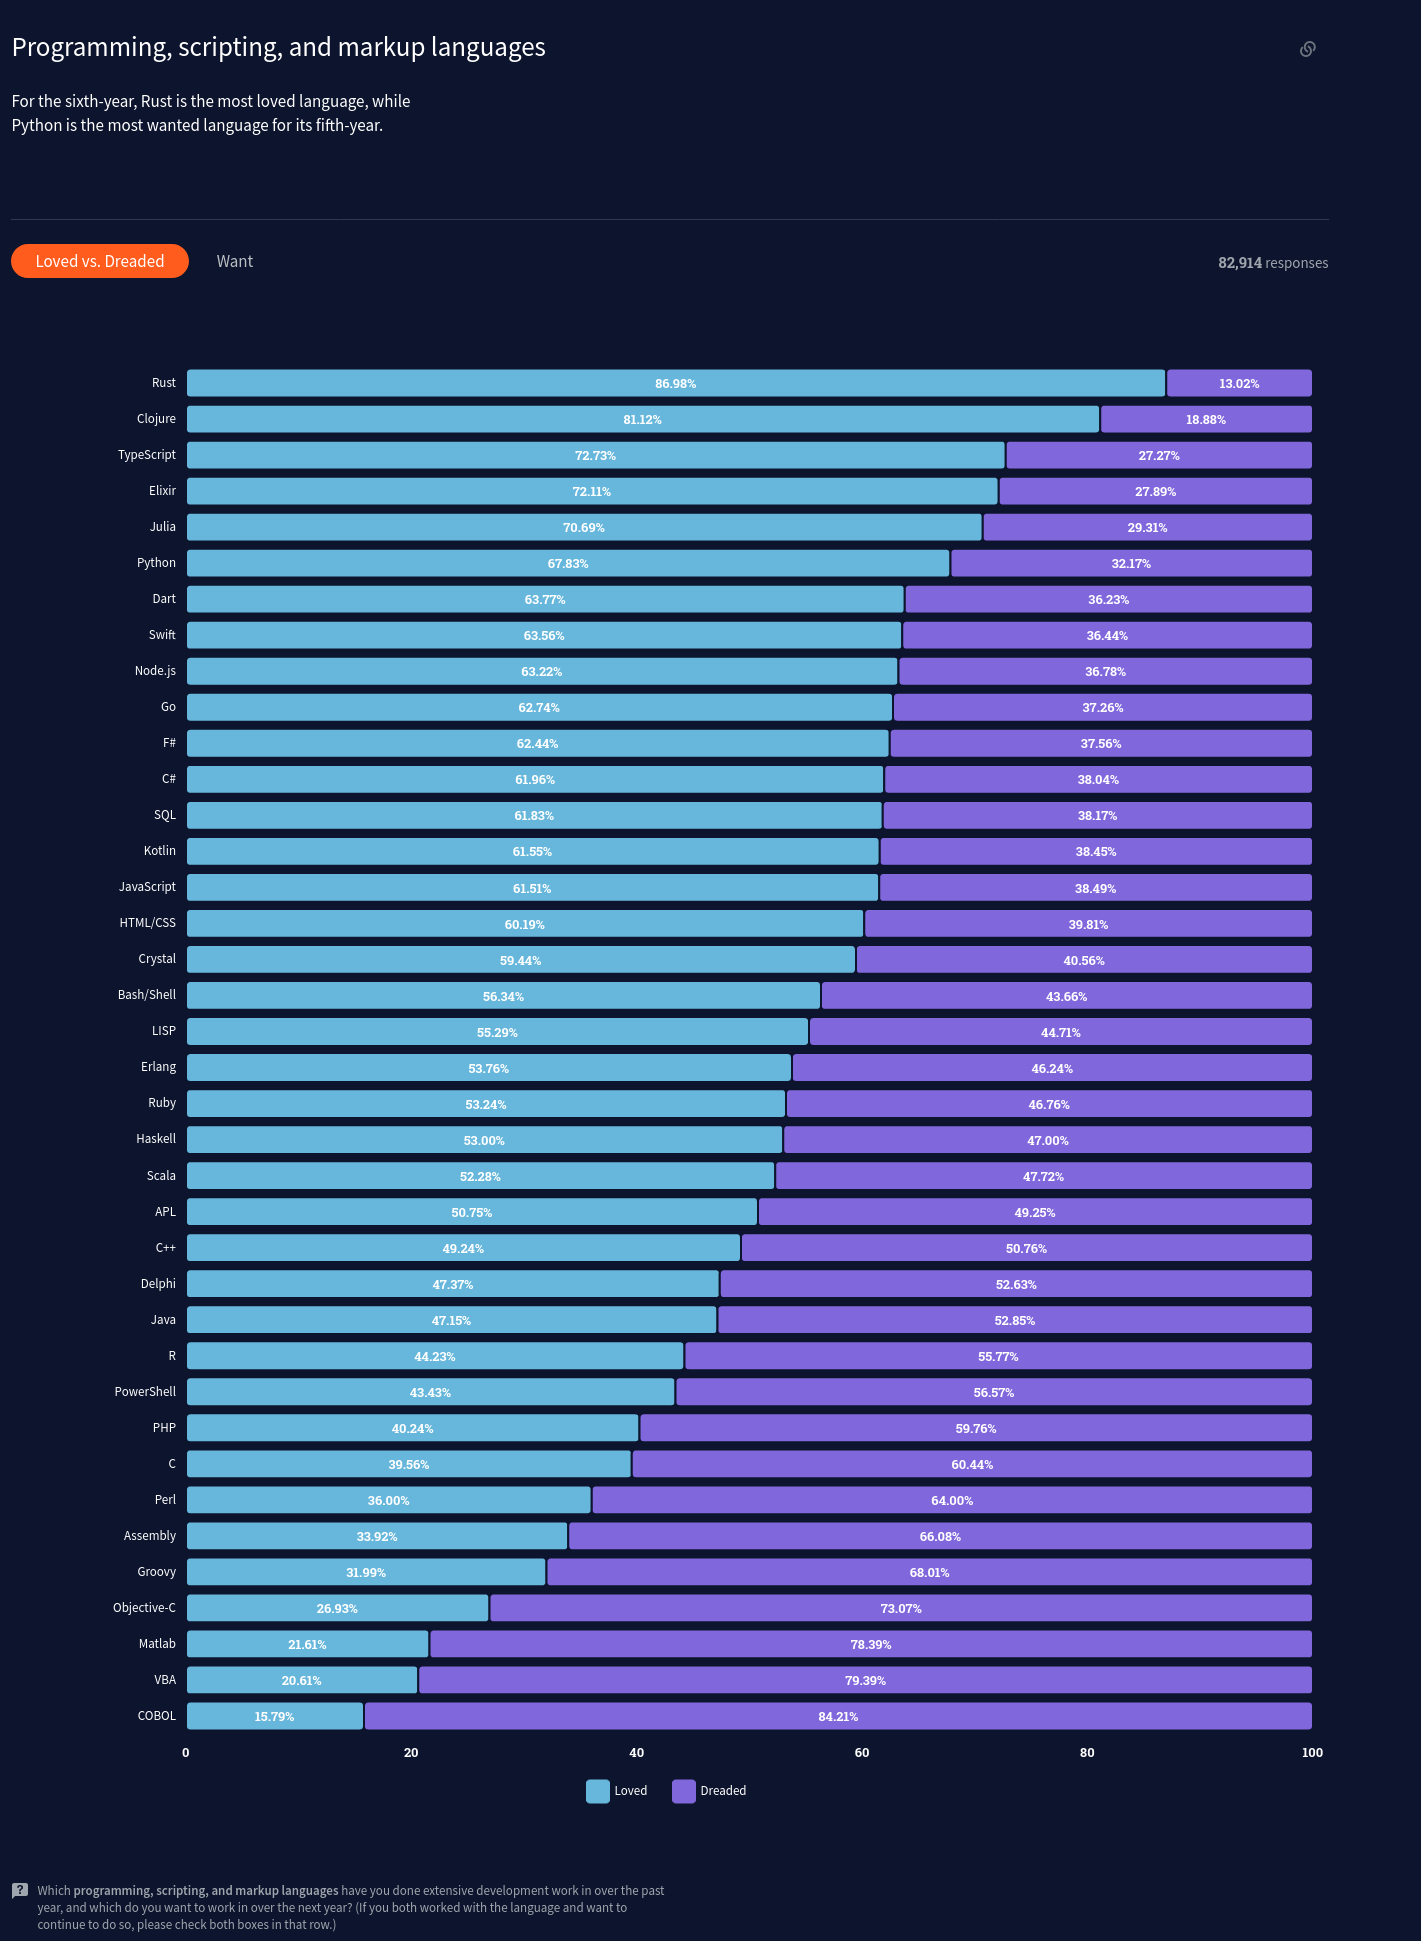 Programming, scripting, and markup languages
For the sixth-year, Rust is the most loved language, while
Python is the most wanted language for its fifth-year.
Loved vs. Dreaded Want 82,914 responses
Rust 86.98% 13.02%
Clojure 81.12% 18.88%
TypeScript 72.73% 27.27%
Elixir 72.11% 27.89%
Julia 70.69% 29.31%
Python 67.83% 32.17%
Dart 63.77% 36.23%
Swift 63.56% 36.44%
Node.js 63.22% 36.78%
Go 62.74% 37.26%
F# 62.44% 37.56%
C# 61.96% 38.04%
SQL 61.83% 38.17%
Kotlin 61.55% 38.45%
JavaScript 61.51% 38.49%
HTML/CSS 60.19% 39.81%
Crystal 59.44% 40.56%
Bash/Shell 56.34% 43.66%
LISP 55.29% 44.71%
Erlang 53.76% 46.24%
Ruby 53.24% 46.76%
Haskell 53.00% 47.00%
Scala 52.28% 47.72%
APL 50.75% 49.25%
C++ 49.24% 50.76%
Delphi 47.37% 52.63%
Java 47.15% 52.85%
R 44.23% 55.77%
PowerShell 43.43% 56.57%
PHP 40.24% 59.76%
C 39.56% 60.44%
Perl 36.00% 64.00%
Assembly 33.92% 66.08%
Groovy 31.99% 68.01%
Objective-C 26.93% 73.07%
Matlab 21.61% 78.39%
VBA 20.61% 79.39%
COBOL 15.79% 84.21%
0 20 40 60 80 100
Loved Dreaded
Which programming, scripting, and markup languages have you done extensive development work in over the past
year, and which do you want to work in over the next year? (If you both worked with the language and want to
continue to do so, please check both boxes in that row.)